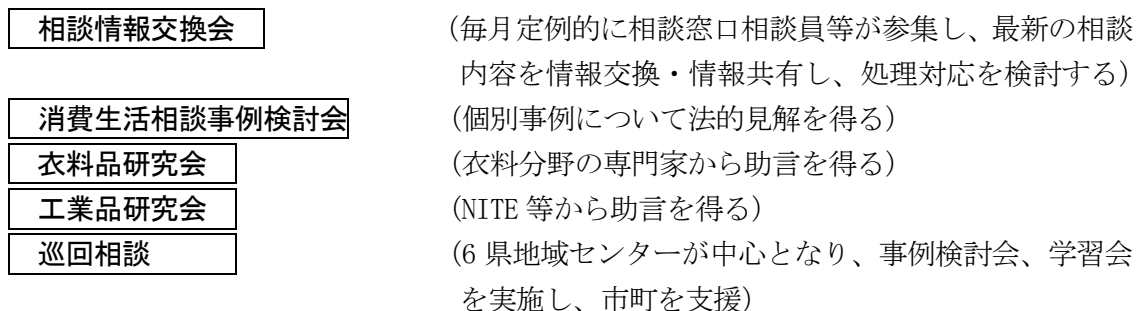 相談情報交換会 (毎月定例的に相談窓口相談員等が参集し、最新の相談
内容を情報交換・情報共有し、処理対応を検討する)
消費生活相談事例検討会 (個別事例について法的見解を得る)
衣料品研究会 (衣料分野の専門家から助言を得る)
工業品研究会 (NITE 等から助言を得る)
巡回相談 (6 県地域センターが中心となり、事例検討会、学習会
を実施し、市町を支援)